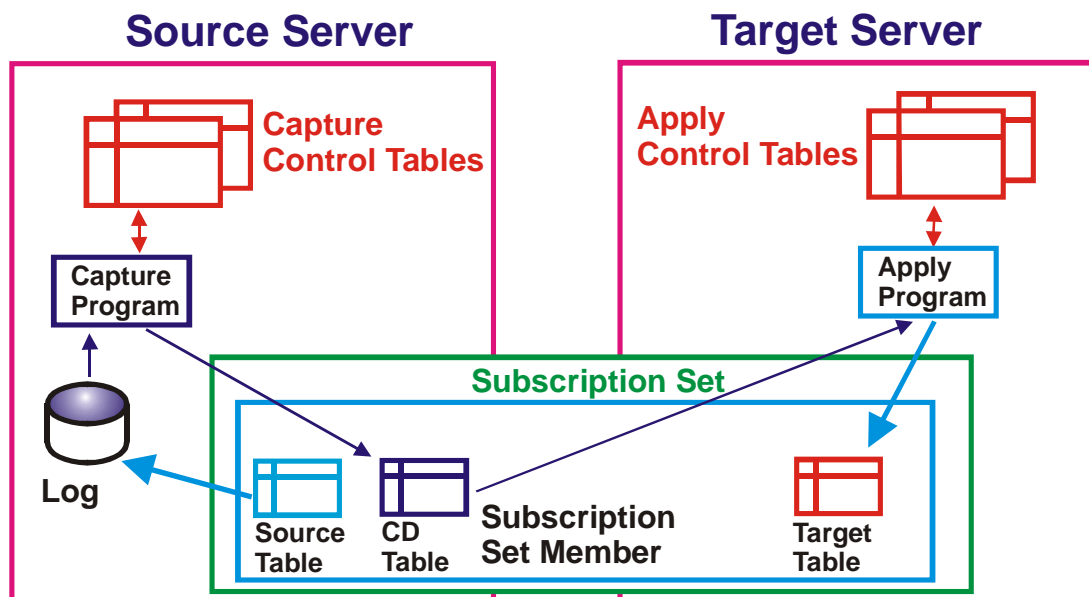 Source Server
Target Server
Capture
Control Tables
Apply
Control Tables
Capture
Program
Apply
Program
Subscription Set
Log
Source
Table
CD
Table
Subscription
Set Member
Target
Table